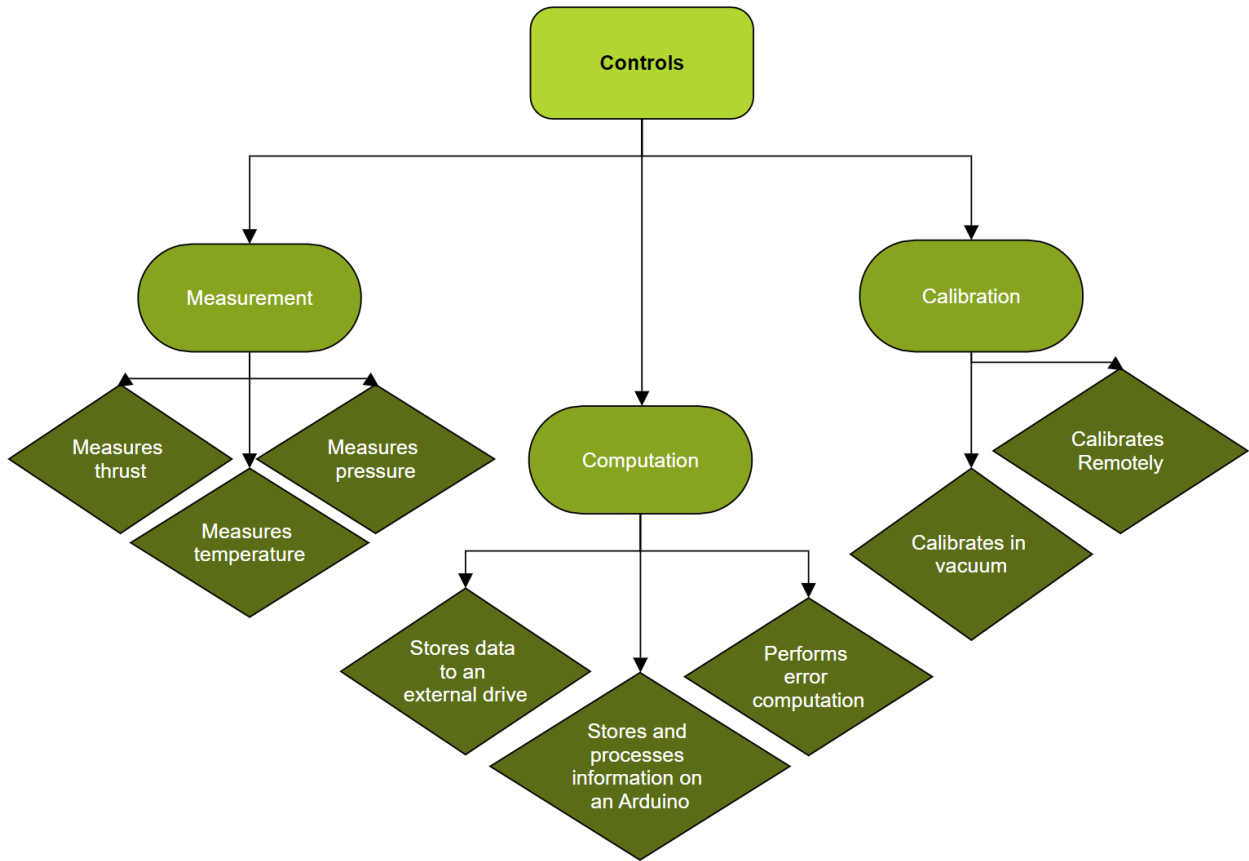 Controls
Measurement
Calibration
Measures
thrust
Measures
temperature
Measures
pressure
Computation
Calibrates in
vacuum
Calibrates
Remotely
Stores data
to an
external drive
Stores and
processes
information on
an Arduino
Performs
error
computation